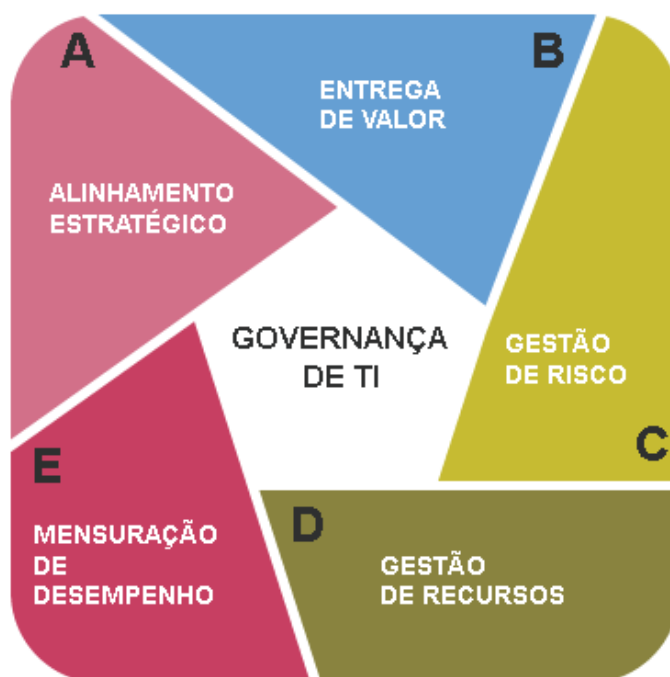 A
ALINHAMENTO
ESTRATÉGICO
B
ENTREGA
DE VALOR
C
GESTÃO
DE RISCO
D
GESTÃO
DE RECURSOS
E
MENSURAÇÃO
DE
DESEMPENHO
GOVERNANÇA
DE TI